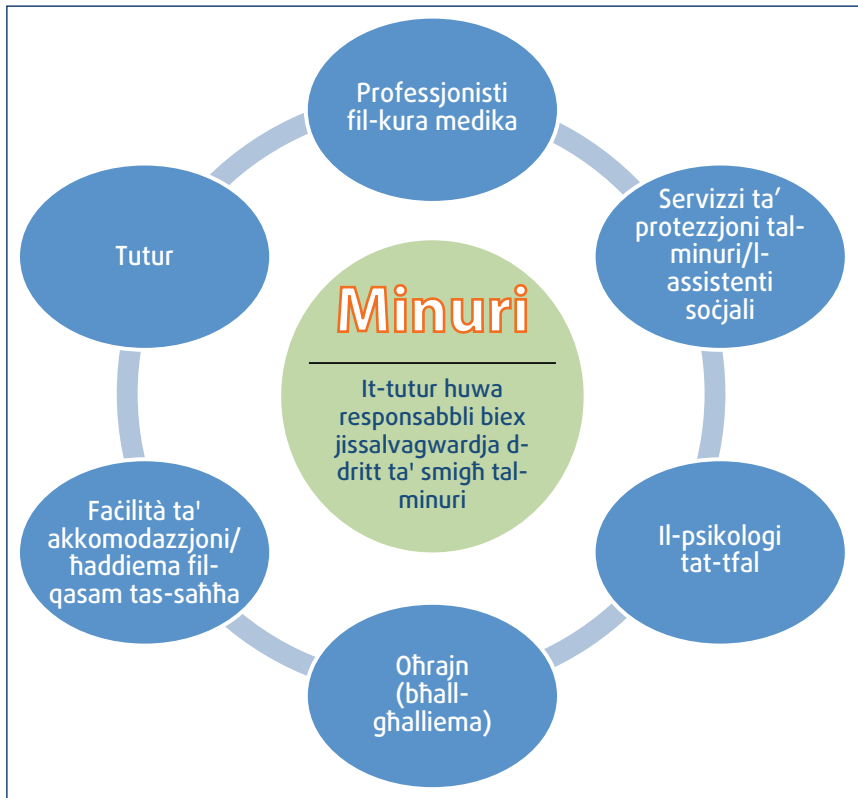 Professjonisti
fil-kura medika
Servizzi ta’
protezzjoni tal-
minuri/l-
assistenti
soċjali
Tutur
Minuri
It-tutur huwa
responsabbli biex
jissalvagwardja d-
dritt ta' smigħ tal-
minuri
Faċilità ta'
akkomodazzjoni/
ħaddiema fil-
qasam tas-saħħa
Il-psikologi
tat-tfal
Oħrajn
(bħall-
għalliema)